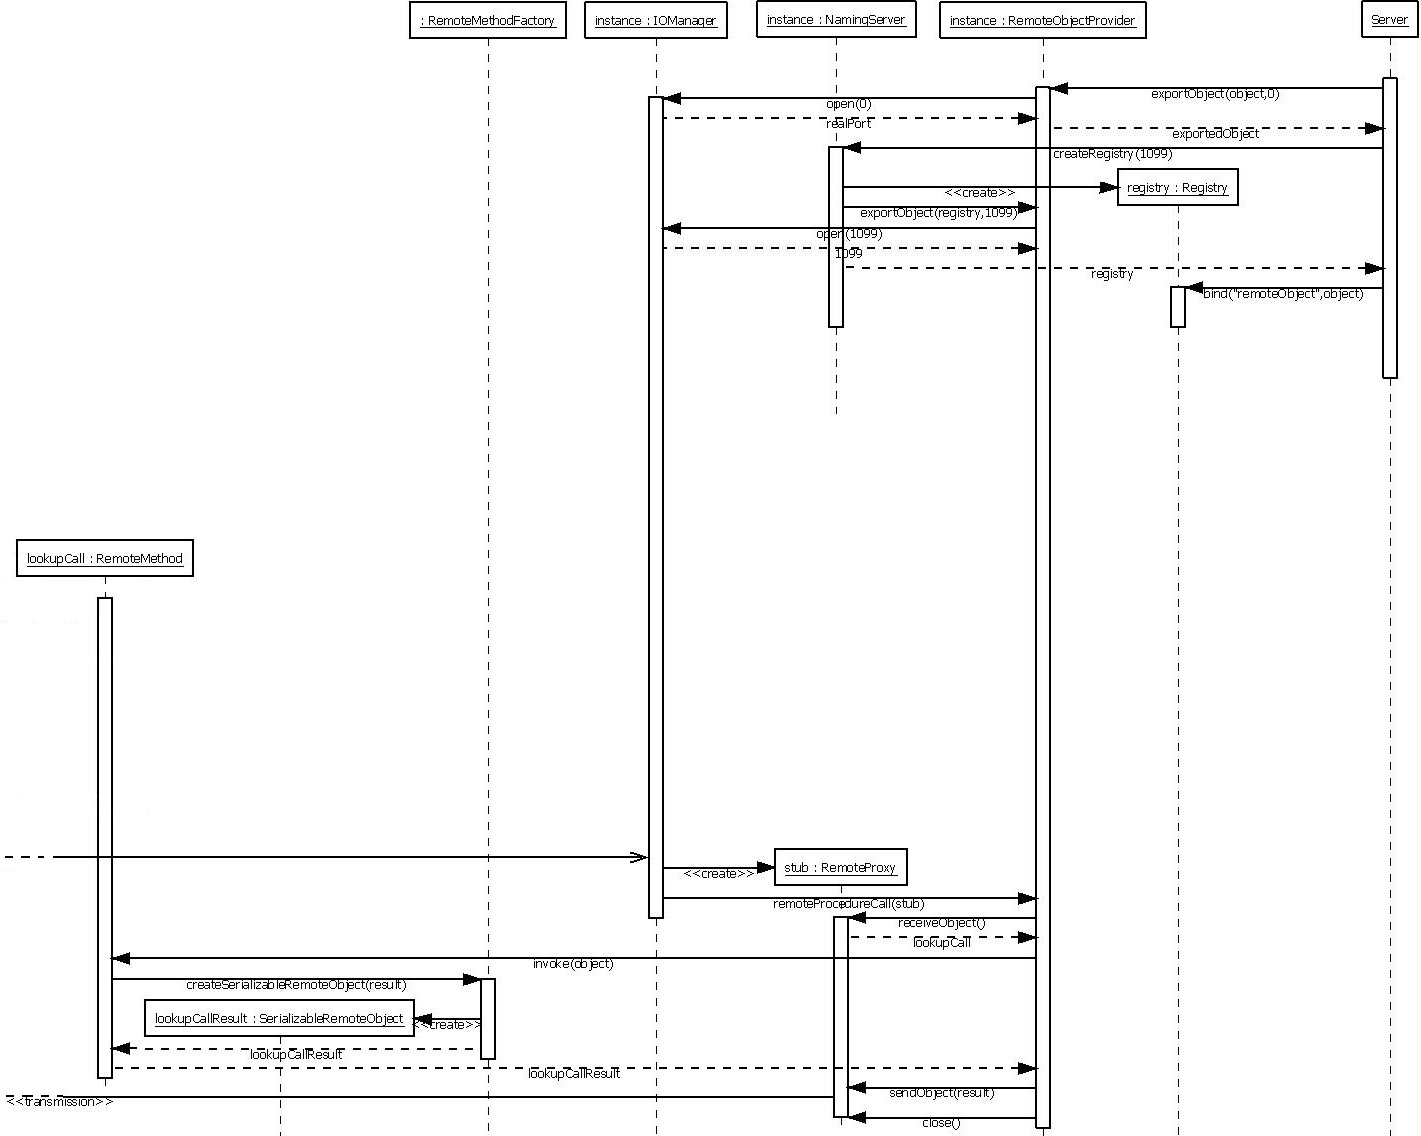 : RemoteMethodFactory
instance : IOManager
instance : NamingServer
instance : RemoteObjectProvider
Server
exportObject(object,0)
open(0)
realPort
exportedObject
createRegistry(1099)
registry : Registry
<<create>>
exportObject(registry,1099)
open(1099)
1099
registry
bind("remoteObject",object)
lookupCall : RemoteMethod
stub : RemoteProxy
<<create>>
remoteProcedureCall(stub)
receiveObject()
lookupCall
invoke(object)
createSerializableRemoteObject(result)
lookupCallResult : SerializableRemoteObject
<<create>>
lookupCallResult
lookupCallResult
sendObject(result)
<<transmission>>
close()